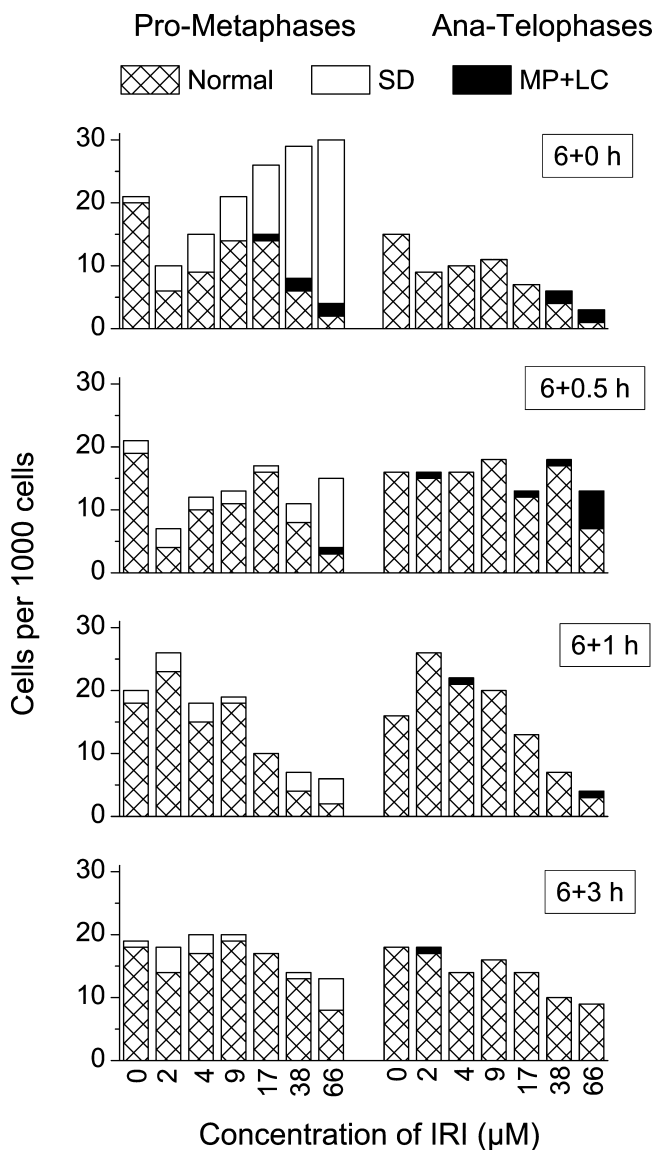 Pro-Metaphases Ana-Telophases
Normal SD MP+LC
Cells per 1000 cells
30
20
10
0
6+0 h
30
20
10
0
6+0.5 h
30
20
10
0
6+1 h
30
20
10
0
6+3 h
0 2 4 9 17 38 66 0 2 4 9 17 38 66
Concentration of IRI (µM)